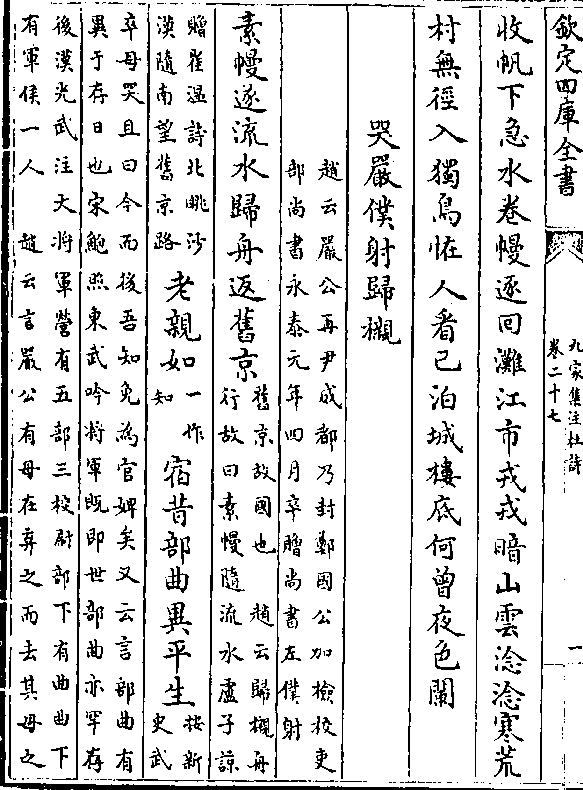 欽定四庫全書
九家集注杜詩
卷二十七
一
收帆下急水卷幔逐回灘江市戎戎暗山雲淰淰寒荒
村無徑入獨鳥恠人看已泊城樓底何曾夜色闌
哭嚴僕射歸櫬
趙云嚴公再尹成都乃封鄭國公加檢校吏
部尚書永泰元年四月卒贈尚書左僕射
素幔逐流水歸舟返舊京
舊京故國也趙云歸櫬舟
行故曰素幔隨流水盧子諒
贈崔温詩北眺沙
漠隨南望舊京路
老親如
一作
知
宿昔部曲異平生
按新
史武
卒母哭且曰今而後吾知免為官婢矣又云言部曲有
異于存日也宋鮑照東武吟將軍既即世部曲亦罕存
後漢光武注大將軍營有五部三校尉部下有曲曲下
有軍侯一人趙云言嚴公有母在弃之而去其母之